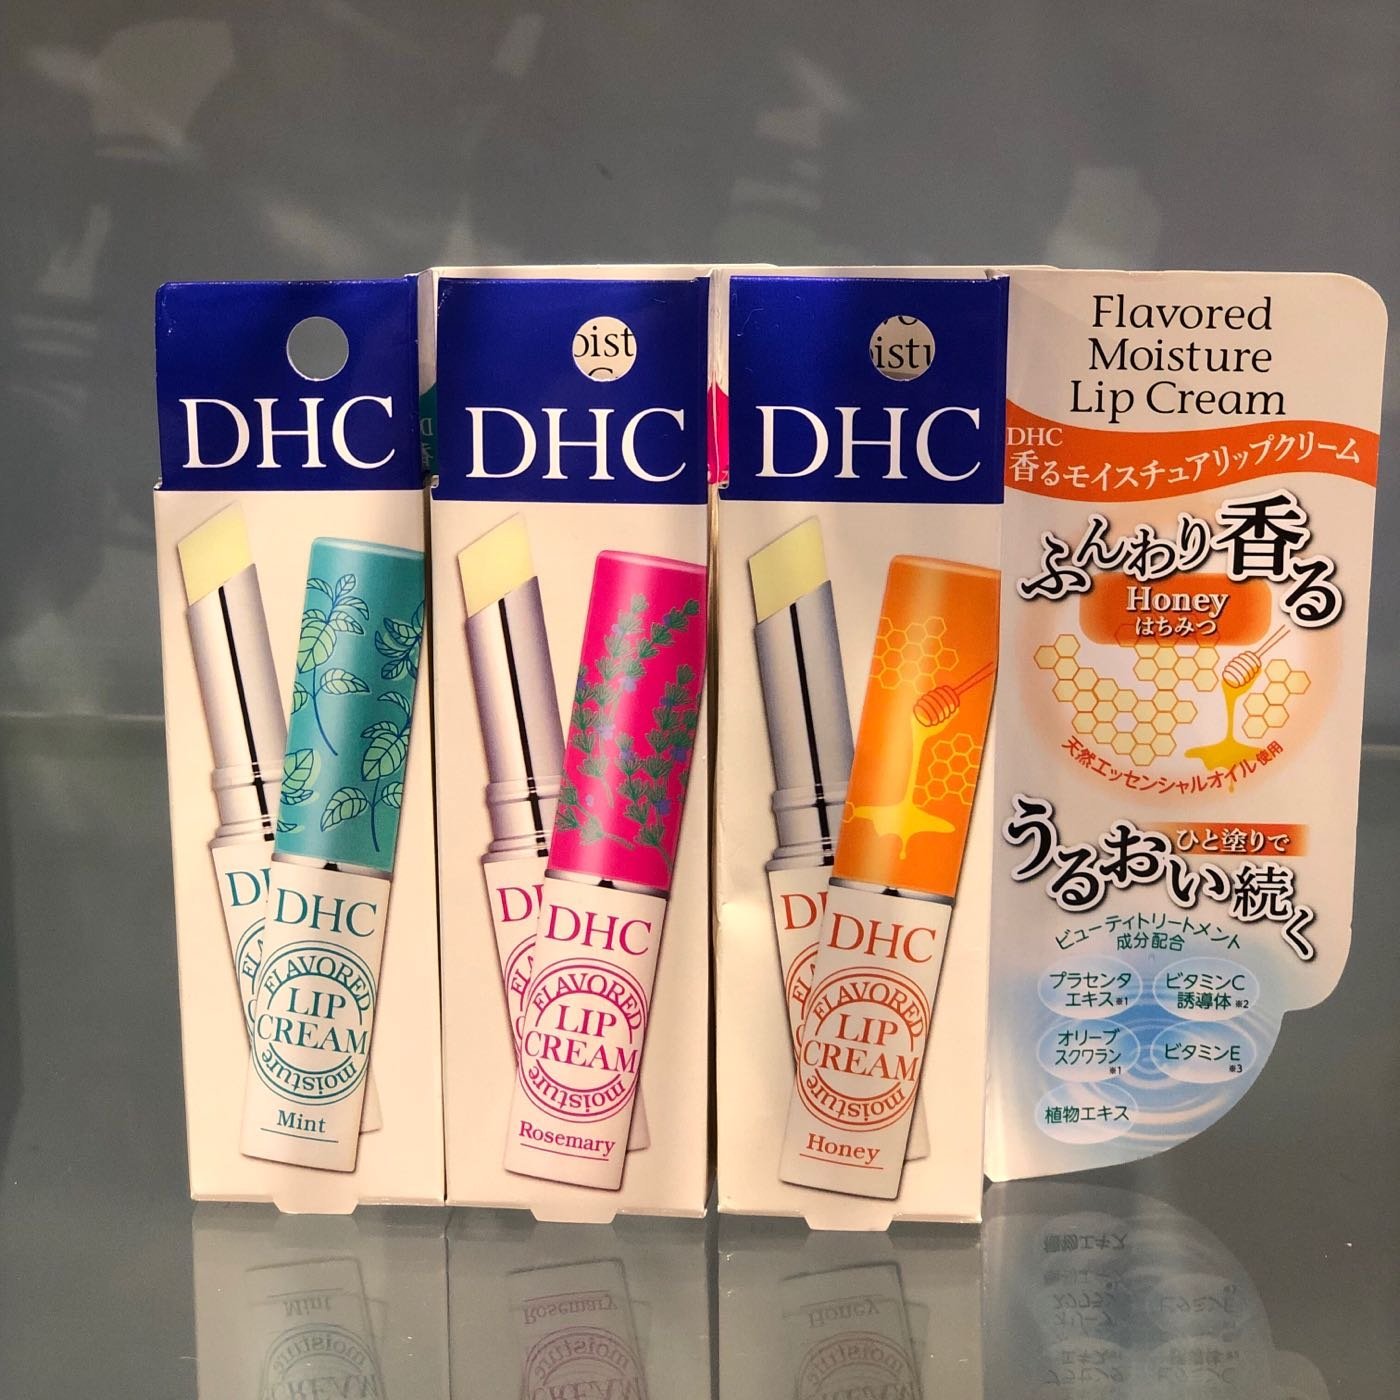 DHC
DHC
FLAVORED
LIP
CREAM
moisture
Mint
oist
DHC
DHC
FLAVORED
LIP
CREAM
moisture
Rosemary
istu
DHC
DHC
FLAVORED
LIP
CREAM
moisture
Honey
Flavored
Moisture
Lip Cream
DHC
香るモイスチュアリップクリーム
ふんわり香る
Honey
はちみつ
天然エッセンシャルオイル使用
ひと塗りで
うるおい続く
ビューティトリートメント
成分配合
プラセンタ
エキス※1
ビタミンC
誘導体※2
オリーブ
スクワラン
※1
ビタミンE
※3
植物エキス